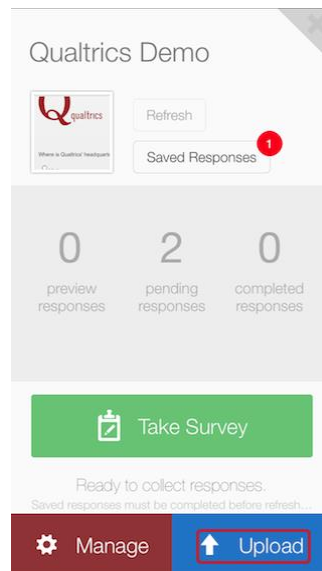 Qualtrics Demo
Qualtrics
Where is Qualtrics' headquarters
Refresh
Saved Responses
1
0
preview
responses
2
pending
responses
0
completed
responses
Take Survey
Ready to collect responses.
Saved responses must be completed before refresh...
Manage
Upload